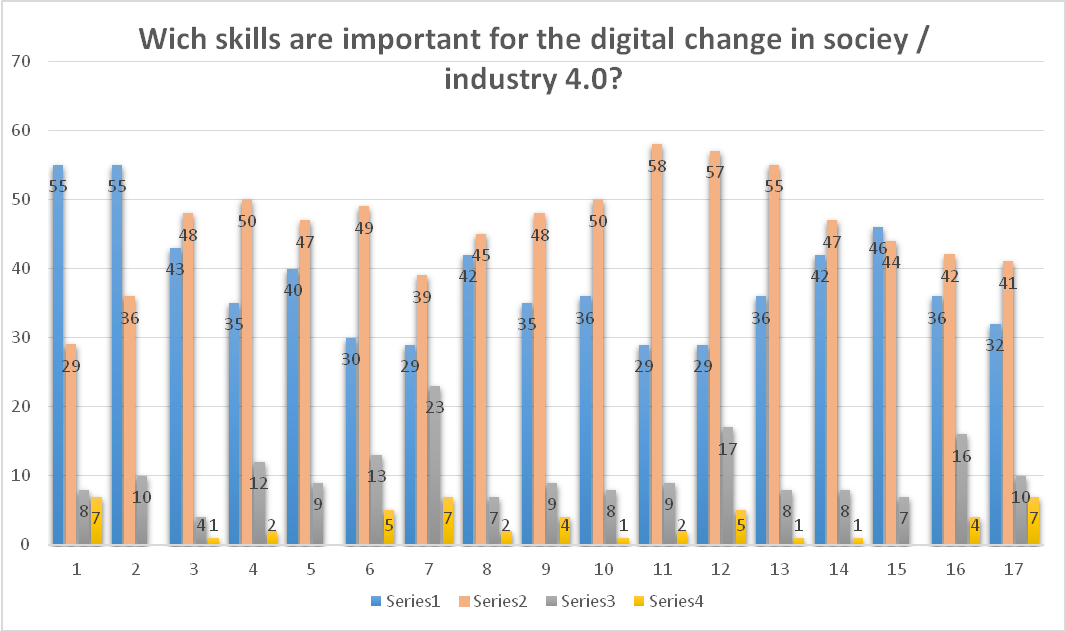 Wich skills are important for the digital change in sociey /
industry 4.0?
70
60
50
40
30
20
10
0
55 29 8 7
55 36 10
43 48 4 1
35 50 12 2
40 47 9
30 49 13 5
29 39 23 7
42 45 7 2
35 48 9 4
36 50 8 1
29 58 9 2
29 57 17 5
36 55 8 1
42 47 8 1
46 44 7
36 42 16 4
32 41 10 7
1 2 3 4 5 6 7 8 9 10 11 12 13 14 15 16 17
Series1 Series2 Series3 Series4